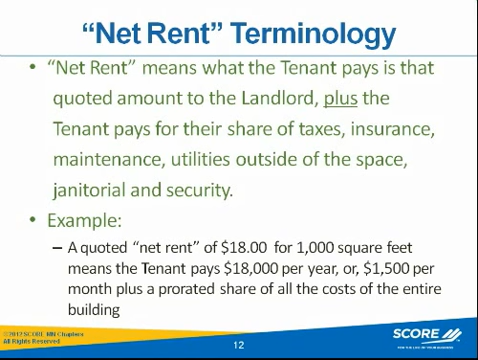 “Net Rent” Terminology
• “Net Rent” means what the Tenant pays is that
quoted amount to the Landlord, plus the
Tenant pays for their share of taxes, insurance,
maintenance, utilities outside of the space,
janitorial and security.
• Example:
– A quoted “net rent” of $18.00 for 1,000 square feet
means the Tenant pays $18,000 per year, or, $1,500 per
month plus a prorated share of all the costs of the entire
building
©2012 SCORE, MN Chapters
All Rights Reserved
12
SCORE